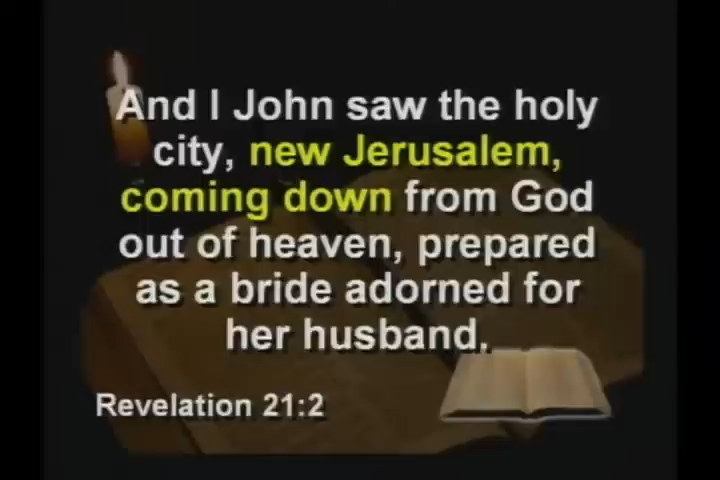 And I John saw the holy
city, new Jerusalem,
coming down from God
out of heaven, prepared
as a bride adorned for
her husband.
Revelation 21:2